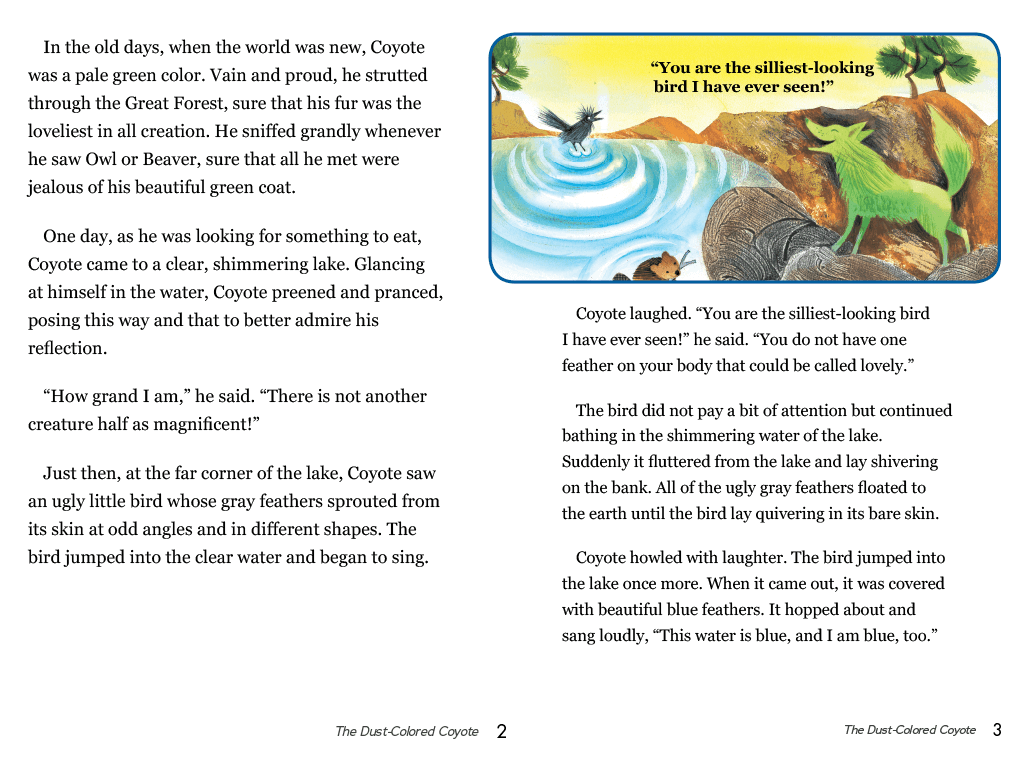 In the old days, when the world was new, Coyote
was a pale green color. Vain and proud, he strutted
through the Great Forest, sure that his fur was the
loveliest in all creation. He sniffed grandly whenever
he saw Owl or Beaver, sure that all he met were
jealous of his beautiful green coat.
One day, as he was looking for something to eat,
Coyote came to a clear, shimmering lake. Glancing
at himself in the water, Coyote preened and pranced,
posing this way and that to better admire his
reflection.
“How grand I am,” he said. “There is not another
creature half as magnificent!”
Just then, at the far corner of the lake, Coyote saw
an ugly little bird whose gray feathers sprouted from
its skin at odd angles and in different shapes. The
bird jumped into the clear water and began to sing.
The Dust-Colored Coyote 2
“You are the silliest-looking
bird I have ever seen!”
Coyote laughed. “You are the silliest-looking bird
I have ever seen!” he said. “You do not have one
feather on your body that could be called lovely.”
The bird did not pay a bit of attention but continued
bathing in the shimmering water of the lake.
Suddenly it fluttered from the lake and lay shivering
on the bank. All of the ugly gray feathers floated to
the earth until the bird lay quivering in its bare skin.
Coyote howled with laughter. The bird jumped into
the lake once more. When it came out, it was covered
with beautiful blue feathers. It hopped about and
sang loudly, “This water is blue, and I am blue, too.”
The Dust-Colored Coyote 3